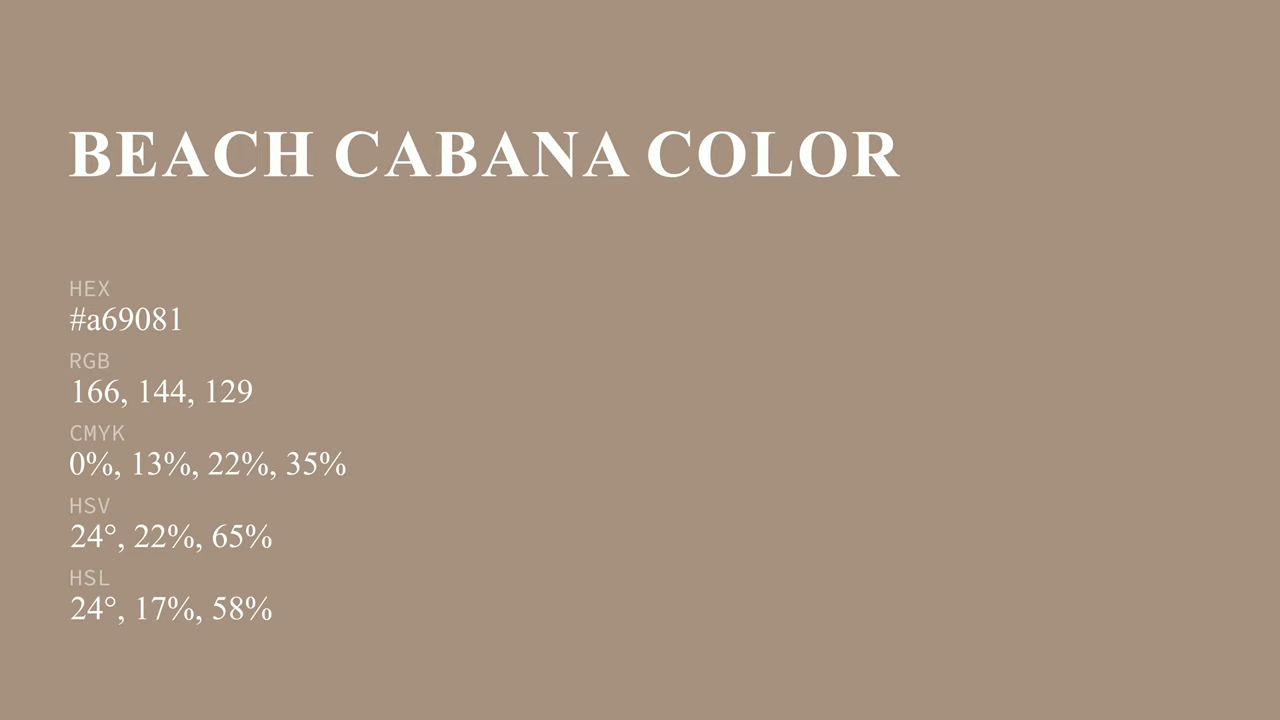 BEACH CABANA COLOR
HEX
#a69081
RGB
166, 144, 129
CMYK
0%, 13%, 22%, 35%
HSV
24°, 22%, 65%
HSL
24°, 17%, 58%